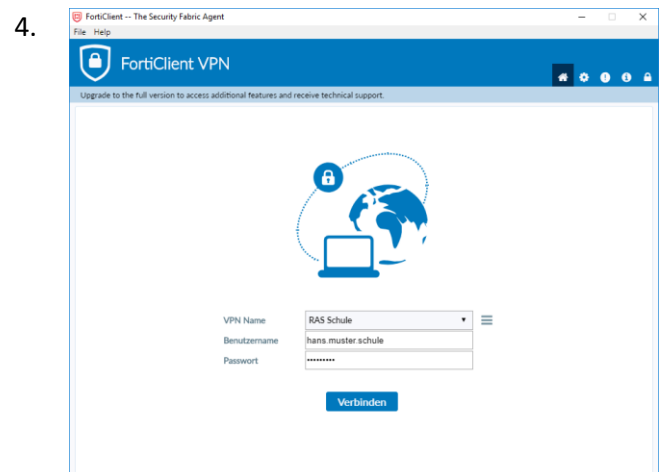 4.
FortiClient -- The Security Fabric Agent
File Help
FortiClient VPN
Upgrade to the full version to access additional features and receive technical support.
VPN Name RAS Schule
Benutzername hans.muster.schule
Passwort •••••••••
Verbinden